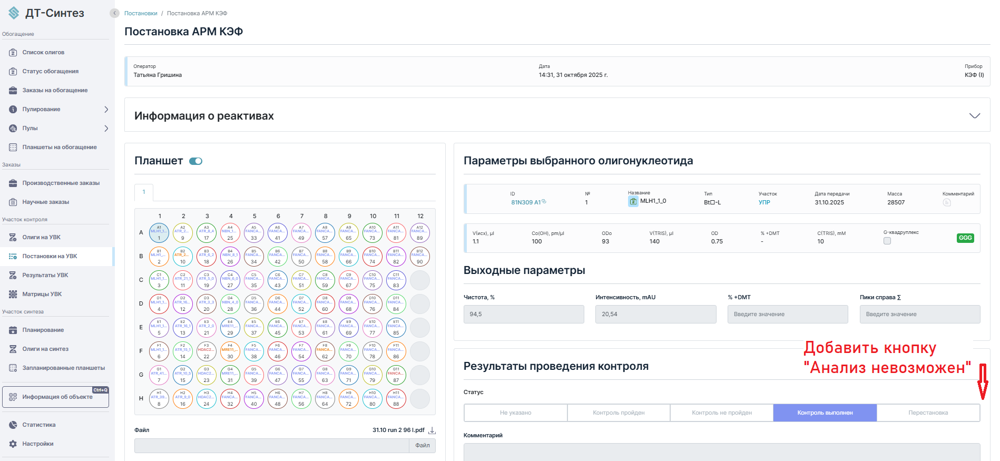 ДТ-Синтез
Обогащение
Список олигов
Статус обогащения
Заказы на обогащение
Пулирование
Пулы
Планшеты на обогащение
Заказы
Производственные заказы
Научные заказы
Участок контроля
Олиги на УВК
Постановки на УВК
Результаты УВК
Матрицы УВК
Участок синтеза
Планирование
Олиги на синтез
Запланированные планшеты
Ctrl+Q
Информация об объекте
Статистика
Настройки
Постановки / Постановка АРМ КЭФ
Постановка АРМ КЭФ
Оператор Дата Прибор
Татьяна Гришина 14:31, 31 октября 2025 г. КЭФ (I)
Информация о реактивах
Планшет
1
1 2 3 4 5 6 7 8 9 10 11 12
A1 A2 A3 A4 A5 A6 A7 A8 A9 A10 A11 A12
A MLH1_1... ATR_2... ATR_8_4 NBN_1... FANCA... FANCA... FANCA... FANCA... FANCA... FANCA... FANCA... FANCA...
1 9 17 25 33 41 49 57 65 73 81 89
B1 B2 B3 B4 B5 B6 B7 B8 B9 B10 B11 B12
B MLH1_... ATR_2... ATR_6_2 NBN_8_1 FANCA... FANCA... FANCA... FANCA... FANCA... FANCA... FANCA... FANCA...
2 10 18 26 34 42 50 58 66 74 82 90
C1 C2 C3 C4 C5 C6 C7 C8 C9 C10 C11
C MLH1_1... ATR_21_1 ATR_5_0 NBN_6_0 FANCA... FANCA... FANCA... FANCA... FANCA... FANCA... FANCA...
3 11 19 27 35 43 51 59 67 75 83
D1 D2 D3 D4 D5 D6 D7 D8 D9 D10 D11
D MLH1_1... ATR_16... ATR_3_3 NBN_4_0 FANCA... FANCA... FANCA... FANCA... FANCA... FANCA... FANCA...
4 12 20 28 36 44 52 60 68 76 84
E1 E2 E3 E4 E5 E6 E7 E8 E9 E10 E11
E MLH1_1... ATR_16_1 ATR_2_0 MRE11_... FANCA... FANCA... FANCA... FANCA... FANCA... FANCA... FANCA...
5 13 21 29 37 45 53 61 69 77 85
F1 F2 F3 F4 F5 F6 F7 F8 F9 F10 F11
F MLH1_1... ATR_15_1 HDAC2... MRE11_... FANCA... FANCA... FANCA... FANCA... FANCA... FANCA... FANCA...
6 14 22 30 38 46 54 62 70 78 86
G1 G2 G3 G4 G5 G6 G7 G8 G9 G10 G11
G ATR_41... ATR_10_5 HDAC2... MRE11_... FANCA... FANCA... FANCA... FANCA... FANCA... FANCA... FANCA...
7 15 23 31 39 47 55 63 71 79 87
H1 H2 H3 H4 H5 H6 H7 H8 H9 H10 H11
H ATR_39... ATR_9_0 HDAC2... FANCA... FANCA... FANCA... FANCA... FANCA... FANCA... FANCA... FANCA...
8 16 24 32 40 48 56 64 72 80 88
Файл 31.10 run 2 96 I.pdf
Файл
Параметры выбранного олигонуклеотида
ID № Название Тип Участок Дата передачи Масса Комментарий
81N309 A1 1 MLH1_1_0 Bt□-L УПР 31.10.2025 28507
V(исх), µl Co(OH), pm/µl ODo V(TRIS), µl OD % +DMT C(TRIS), mM G-квадруплекс
1.1 100 93 140 0.75 - 10 GGG
Выходные параметры
Чистота, % Интенсивность, mAU % +DMT Пики справа ∑
94,5 20,54 Введите значение Введите значение
Добавить кнопку
"Анализ невозможен"
Результаты проведения контроля
Статус
Не указано Контроль пройден Контроль не пройден Контроль выполнен Перестановка
Комментарий